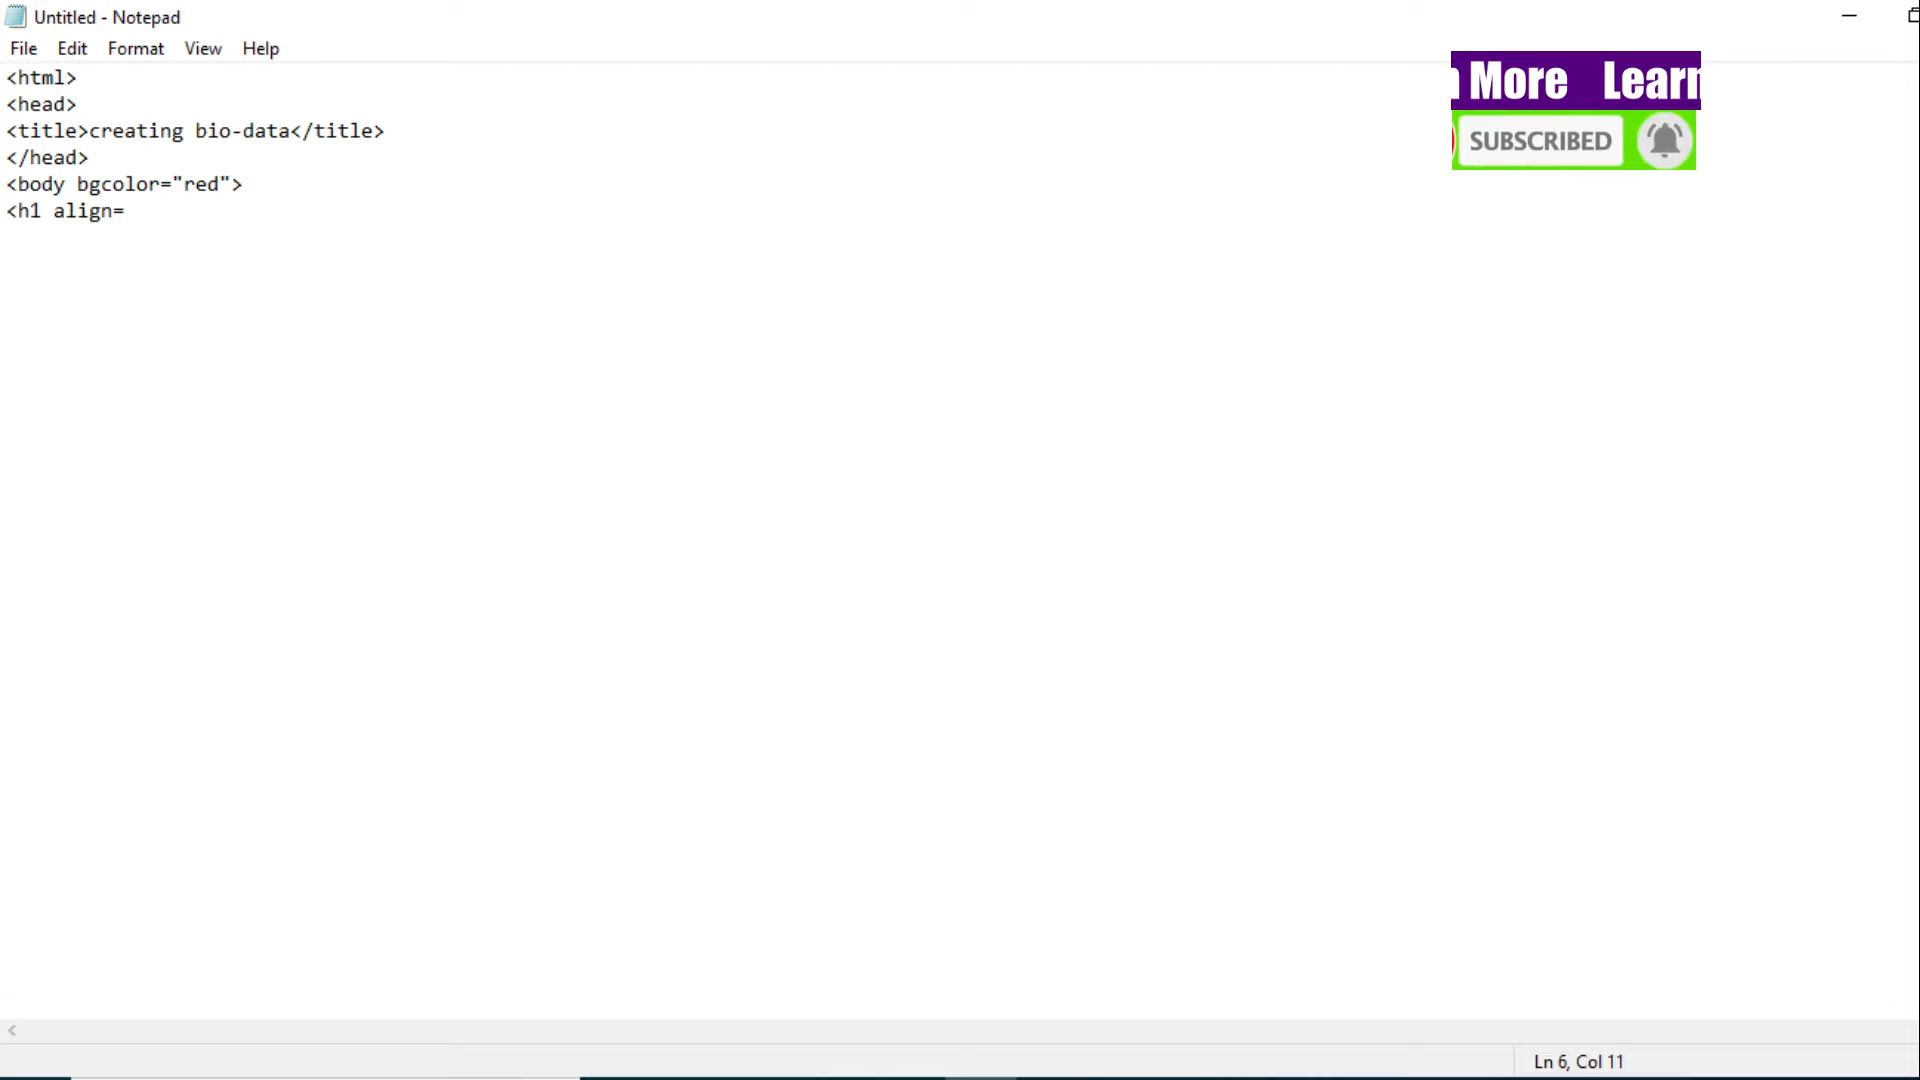 Untitled - Notepad
File Edit Format View Help
<html>
<head>
<title>creating bio-data</title>
</head>
<body bgcolor="red">
<h1 align=
More Learn
SUBSCRIBED
Ln 6, Col 11